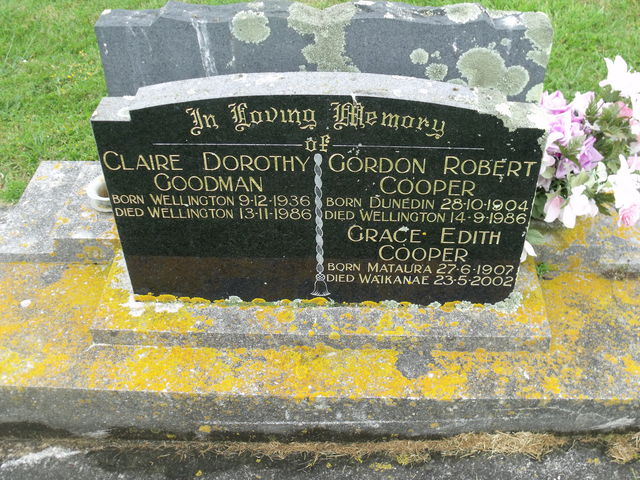 In Loving Memory
of
CLAIRE DOROTHY
GOODMAN
BORN WELLINGTON 9-12-1936
DIED WELLINGTON 13-11-1986
GORDON ROBERT
COOPER
BORN DUNEDIN 28-10-1904
DIED WELLINGTON 14-9-1986
GRACE EDITH
COOPER
BORN MATAURA 27-6-1907
DIED WAIKANAE 23-5-2002